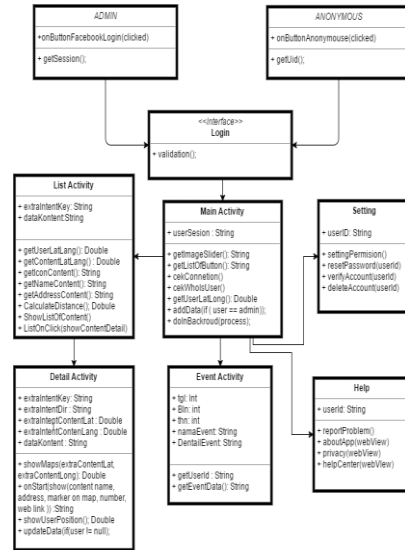 ADMIN
+onButtonFacebookLogin(clicked)
+ getSession();
ANONYMOUS
+ onButtonAnonymouse(clicked)
+ getUid();
<<Interface>>
Login
+ validation();
List Activity
+ extraIntentKey: String
+ dataKontent:String
+ getUserLatLang(): Double
+ getContentLatLang() : Double
+ getIconContent(): String
+ getNameContent(): String
+ getAddressContent(): String
+ CalculateDistance(); Dobule
+ ShowListOfContent()
+ ListOnClick(showContentDetail)
Main Activity
+ userSesion : String
+ getImageSlider(): String
+ getListOfButton(): String
+ cekConnetion()
+ cekWhoIsUser()
+ getUserLatLong(): Double
+ addData(if ( user == admin));
+ doInBackroud(process);
Setting
+ userID: String
+ settingPermision()
+ resetPassword(userId)
+ verifyAccount(userId)
+ deleteAccount(userId)
Detail Activity
+ extraIntentKey: String
+ extraIntentDir : String
+ extraInteptContentLat : Double
+ extraIntentContenLang : Double
+ dataKontent : String
+ showMaps(extraContentLat,
extraContentLong): Double
+ onStart(show(content name,
address, marker on map, number,
web link )) :String
+ showUserPosition(); Double
+ updateData(if(user != null);
Event Activity
+ tgl: int
+ Bln: int
+ thn: int
+ namaEvent: String
+ DentailEvent: String
+ getUserId : String
+ getEventData() : String
Help
+ userId: String
+ reportProblem()
+ aboutApp(webView)
+ privacy(webView)
+ helpCenter(webView)